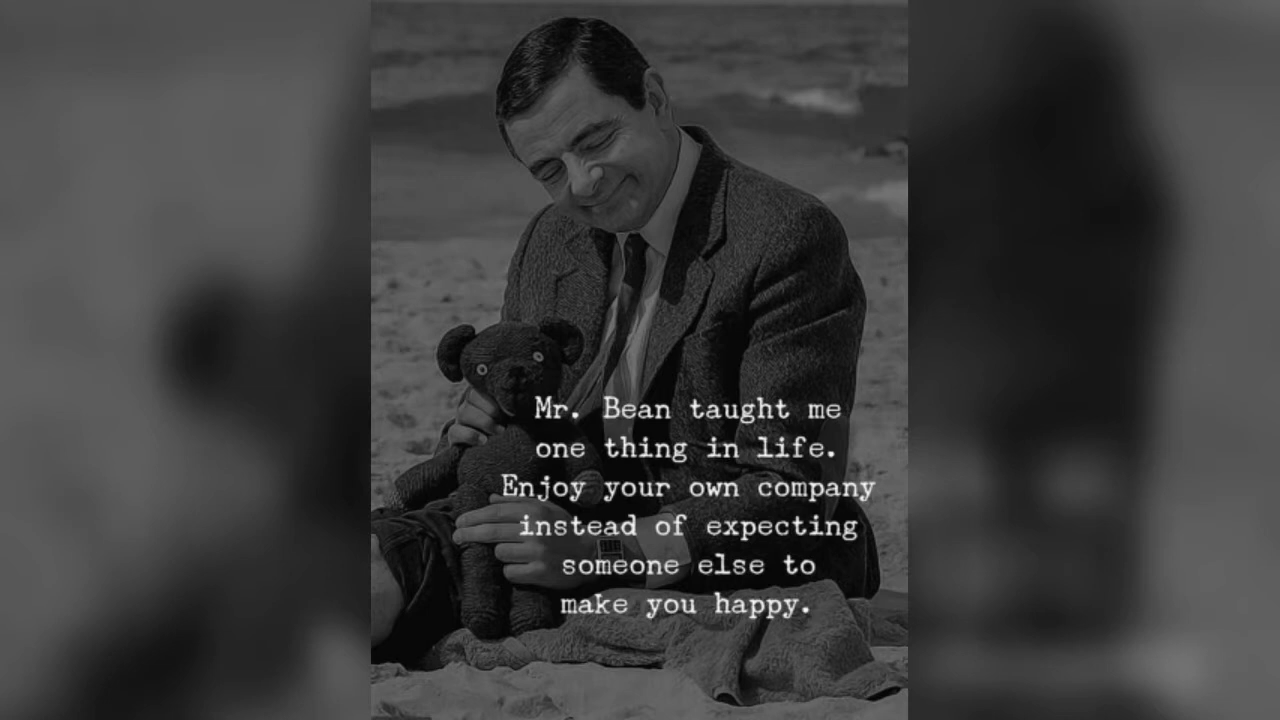 Mr. Bean taught me
one thing in life.
Enjoy your own company
instead of expecting
someone else to
make you happy.